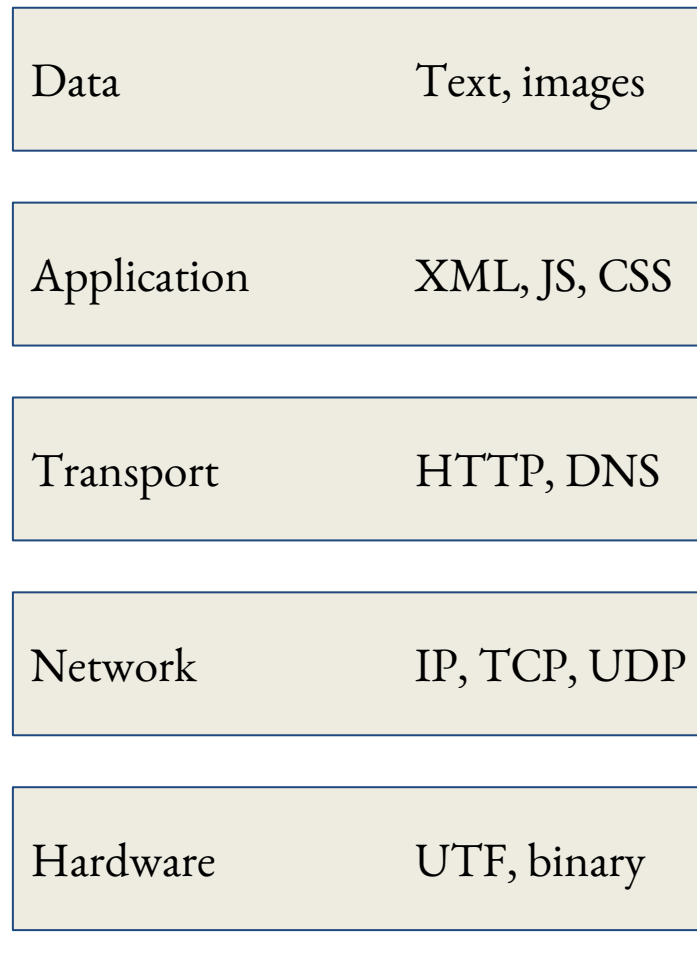 Data Text, images
Application XML, JS, CSS
Transport HTTP, DNS
Network IP, TCP, UDP
Hardware UTF, binary